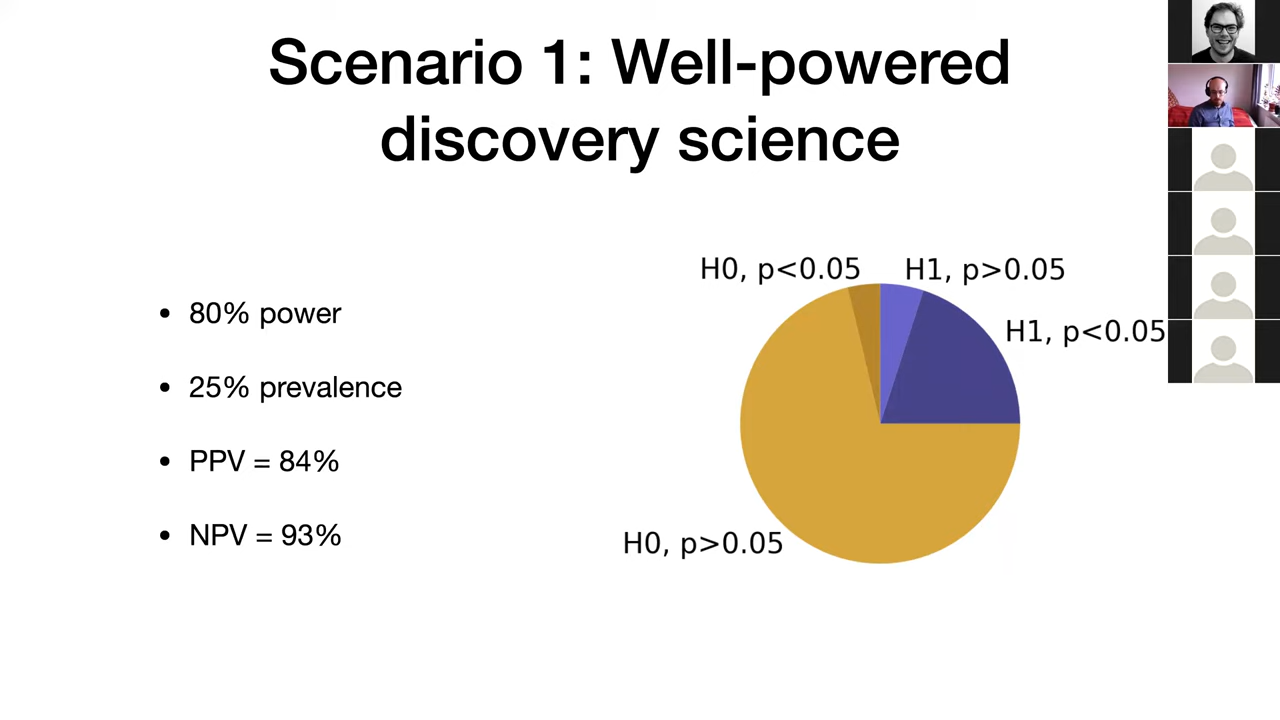 Scenario 1: Well-powered
discovery science
• 80% power
• 25% prevalence
• PPV = 84%
• NPV = 93%
H0, p<0.05
H1, p>0.05
H1, p<0.05
H0, p>0.05